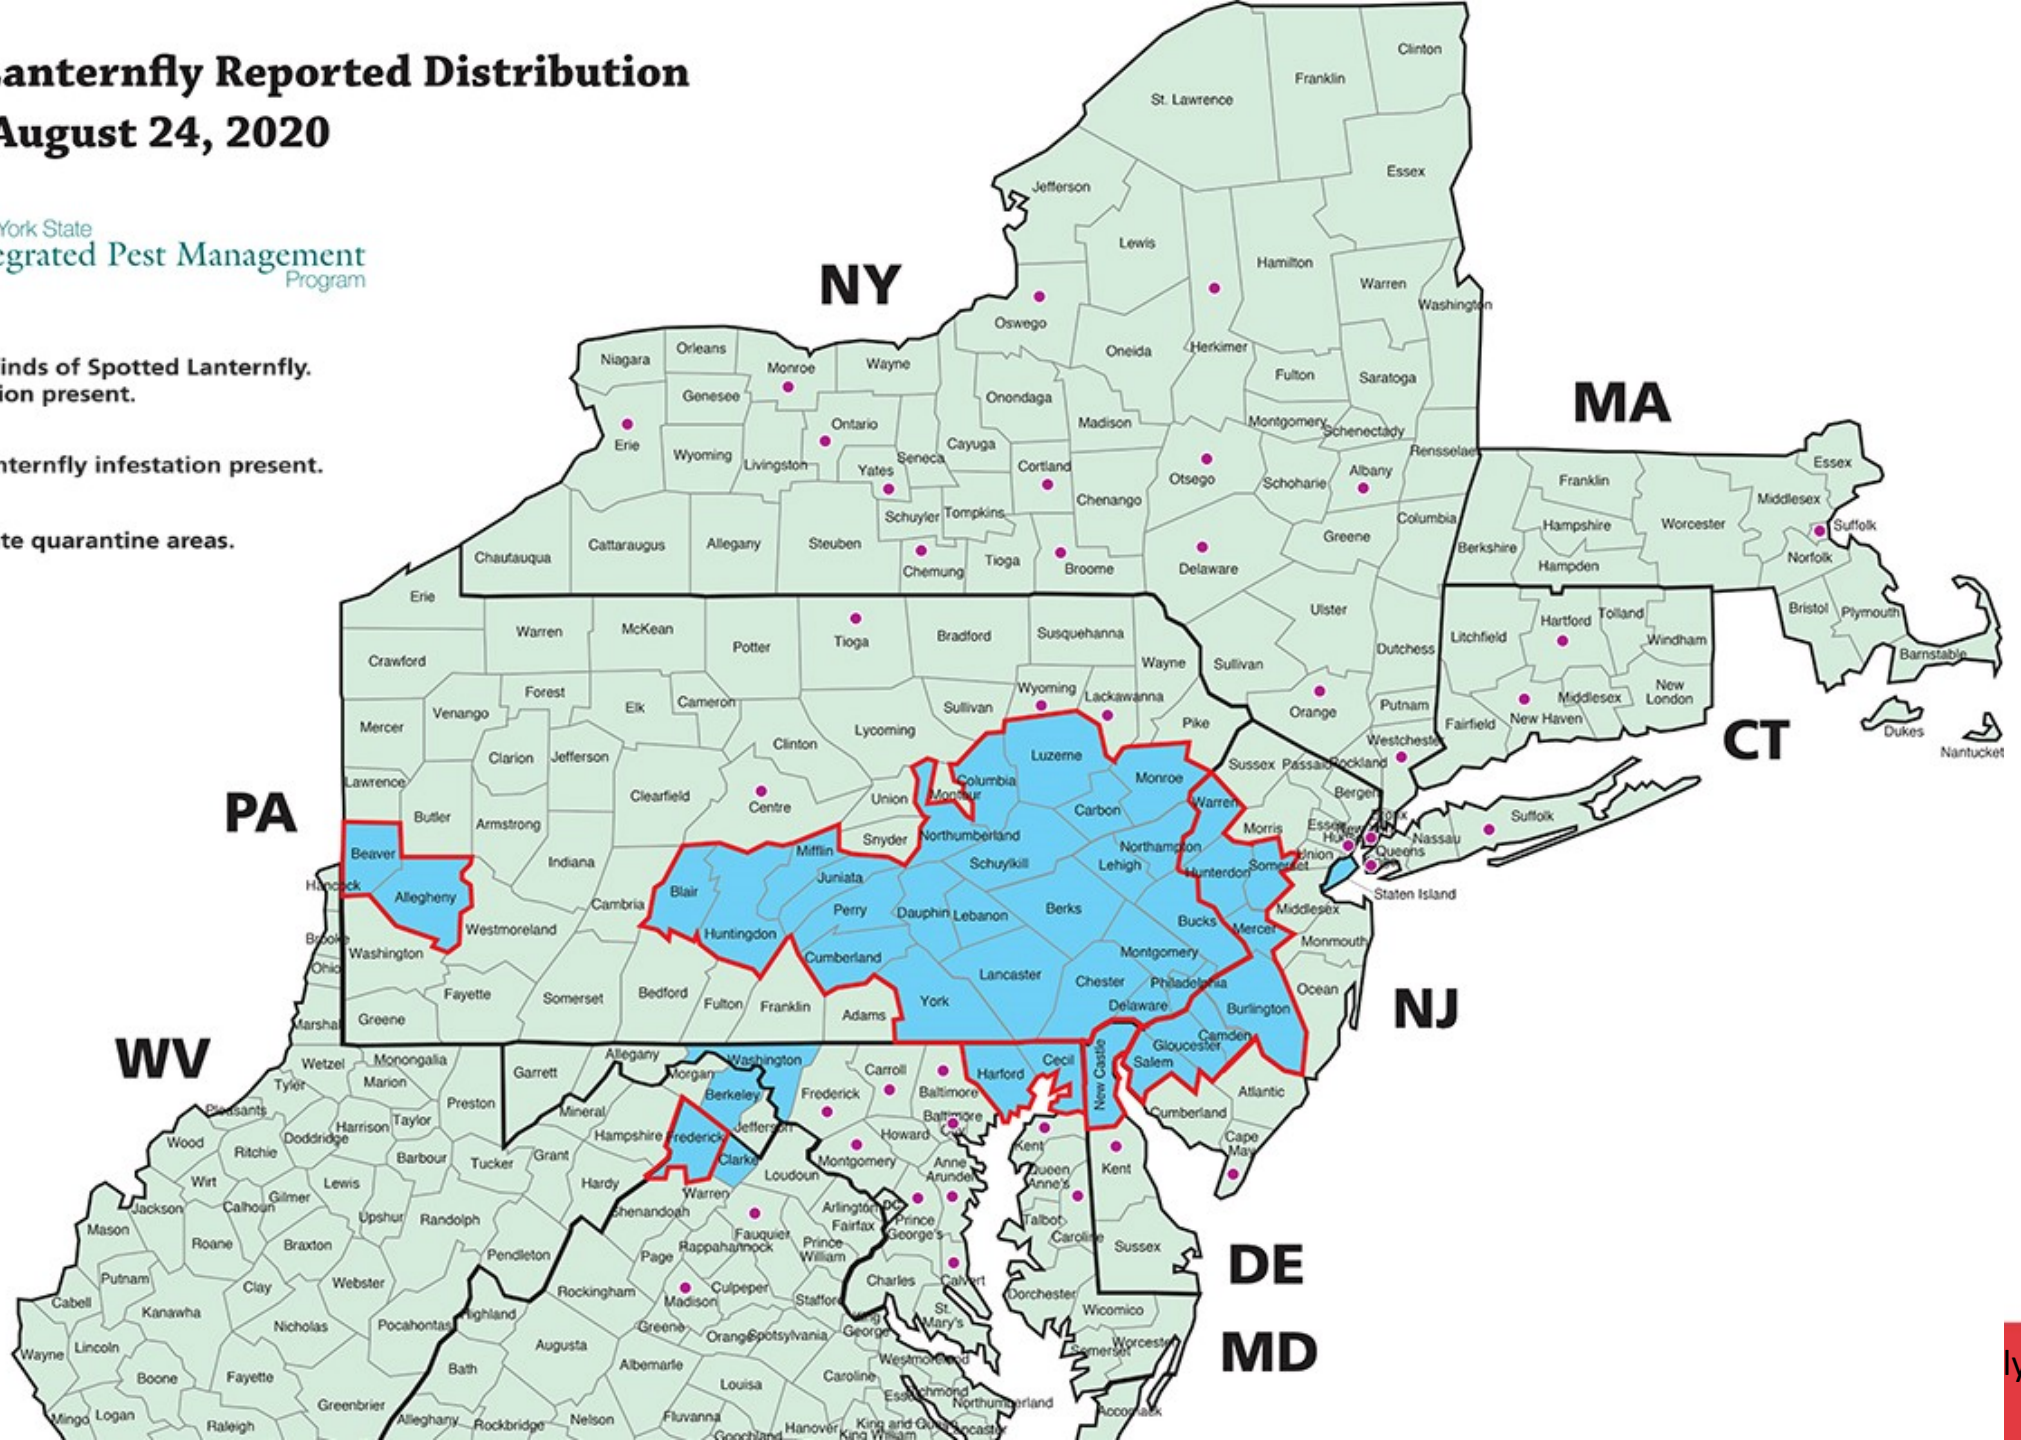 anternfly Reported Distribution
August 24, 2020
York State
egrated Pest Management
Program
inds of Spotted Lanternfly.
ion present.
nternfly infestation present.
te quarantine areas.
NY
MA
CT
PA
NJ
WV
DE
MD
Clinton
Franklin
St. Lawrence
Essex
Jefferson
Lewis
Hamilton
Warren
Washington
Oswego
Oneida
Herkimer
Fulton
Saratoga
Niagara
Orleans
Monroe
Wayne
Genesee
Onondaga
Madison
Montgomery
Schenectady
Rensselae
Erie
Wyoming
Livingston
Ontario
Yates
Seneca
Cayuga
Cortland
Chenango
Otsego
Schoharie
Albany
Schuyler
Tompkins
Columbia
Greene
Chautauqua
Cattaraugus
Allegany
Steuben
Chemung
Tioga
Broome
Delaware
Ulster
Dutchess
Sullivan
Orange
Putnam
Westchester
Rockland
Bronx
Nassau
Queens
Suffolk
Staten Island
Essex
Middlesex
Franklin
Hampshire
Worcester
Suffolk
Norfolk
Berkshire
Hampden
Bristol
Plymouth
Barnstable
Dukes
Nantucket
Litchfield
Hartford
Tolland
Windham
Middlesex
New
London
New Haven
Fairfield
Erie
Crawford
Warren
McKean
Potter
Tioga
Bradford
Susquehanna
Wayne
Mercer
Venango
Forest
Elk
Cameron
Clinton
Lycoming
Sullivan
Wyoming
Lackawanna
Pike
Lawrence
Butler
Clarion
Jefferson
Clearfield
Centre
Union
Montour
Columbia
Luzerne
Monroe
Carbon
Armstrong
Indiana
Snyder
Northumberland
Schuylkill
Northampton
Lehigh
Beaver
Allegheny
Westmoreland
Cambria
Blair
Mifflin
Juniata
Perry
Dauphin
Lebanon
Berks
Bucks
Huntingdon
Cumberland
Lancaster
Montgomery
Chester
Philadelphia
Delaware
Washington
Greene
Fayette
Somerset
Bedford
Fulton
Franklin
Adams
York
Sussex
Passaic
Bergen
Warren
Morris
Essex
Union
Hunterdon
Somerset
Middlesex
Mercer
Monmouth
Ocean
Burlington
Camden
Gloucester
Salem
Atlantic
Cumberland
Cape
May
Hancock
Brooke
Ohio
Marshal
Wetzel
Monongalia
Tyler
Marion
Pleasants
Preston
Taylor
Harrison
Doddridge
Wood
Ritchie
Barbour
Tucker
Grant
Mineral
Hampshire
Morgan
Berkeley
Jefferson
Wirt
Lewis
Hardy
Gilmer
Calhoun
Jackson
Mason
Upshur
Randolph
Roane
Braxton
Pendleton
Putnam
Clay
Webster
Cabell
Kanawha
Nicholas
Pocahontas
Wayne
Lincoln
Boone
Fayette
Greenbrier
Mingo
Logan
Raleigh
Garrett
Allegany
Washington
Frederick
Carroll
Baltimore
Baltimore
City
Harford
Cecil
Howard
Montgomery
Anne
Arundel
DC
Prince
George's
Kent
Queen
Anne's
Talbot
Caroline
Charles
Calvert
St.
Mary's
Dorchester
Wicomico
Worcester
Somerset
New Castle
Kent
Sussex
Frederick
Clarke
Loudoun
Warren
Shenandoah
Fauquier
Arlington
Fairfax
Prince
William
Page
Rappahannock
Rockingham
Culpeper
Madison
Stafford
Greene
Orange
Spotsylvania
King
George
Highland
Augusta
Albemarle
Louisa
Caroline
Westmoreland
Essex
Richmond
Northumberland
Bath
Alleghany
Rockbridge
Nelson
Fluvanna
Goochland
Hanover
King and Queen
King William
Lancaster
Accomack
ly